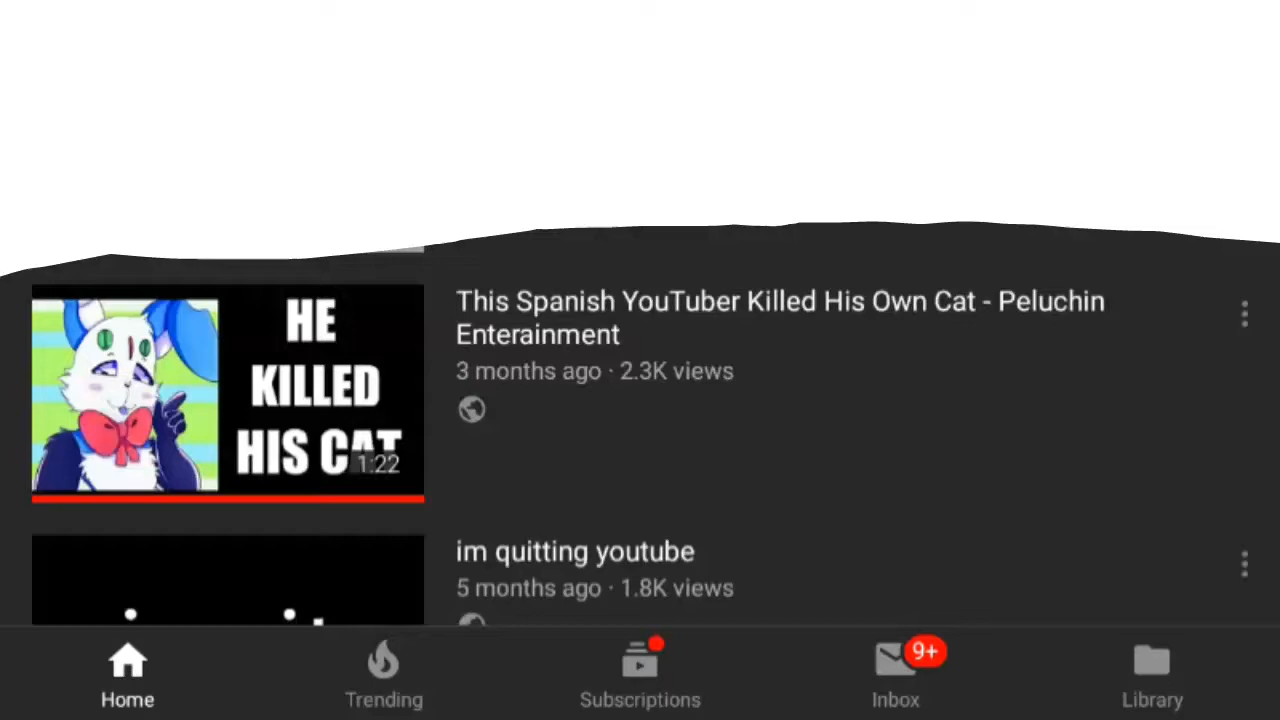 HE
KILLED
HIS CAT
1:22
This Spanish YouTuber Killed His Own Cat - Peluchin
Enterainment
3 months ago · 2.3K views
im quitting youtube
5 months ago · 1.8K views
Home
Trending
Subscriptions
9+
Inbox
Library